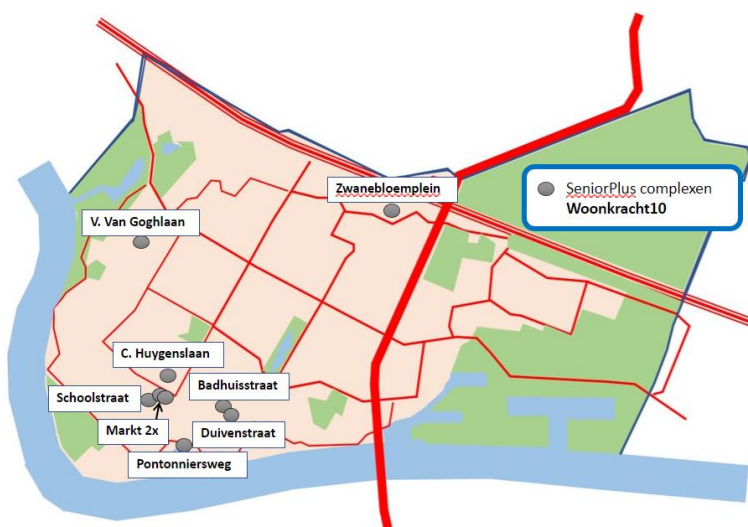 Zwanebloemplein
SeniorPlus complexen
Woonkracht10
V. Van Goghlaan
C. Huygenslaan
Badhuisstraat
Schoolstraat
Markt 2x
Duivenstraat
Pontonniersweg